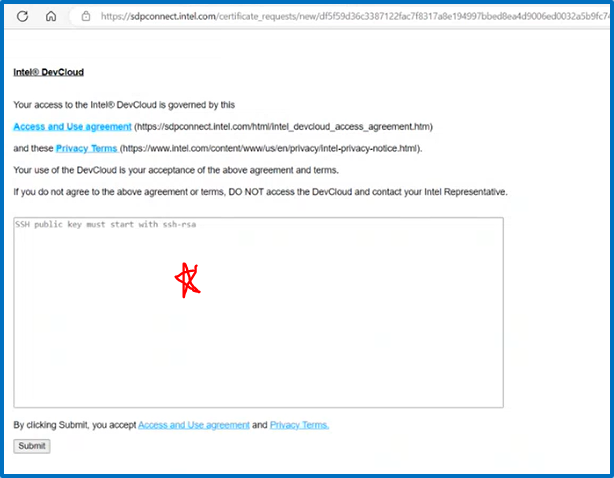 https://sdpconnect.intel.com/certificate_requests/new/df5f59d36c3387122fac7f8317a8e194997bbed8ea4d9006ed0032a5b9fc74
Intel® DevCloud
Your access to the Intel® DevCloud is governed by this
Access and Use agreement (https://sdpconnect.intel.com/html/intel_devcloud_access_agreement.htm)
and these Privacy Terms (https://www.intel.com/content/www/us/en/privacy/intel-privacy-notice.html).
Your use of the DevCloud is your acceptance of the above agreement and terms.
If you do not agree to the above agreement or terms, DO NOT access the DevCloud and contact your Intel Representative.
SSH public key must start with ssh-rsa
By clicking Submit, you accept Access and Use agreement and Privacy Terms.
Submit